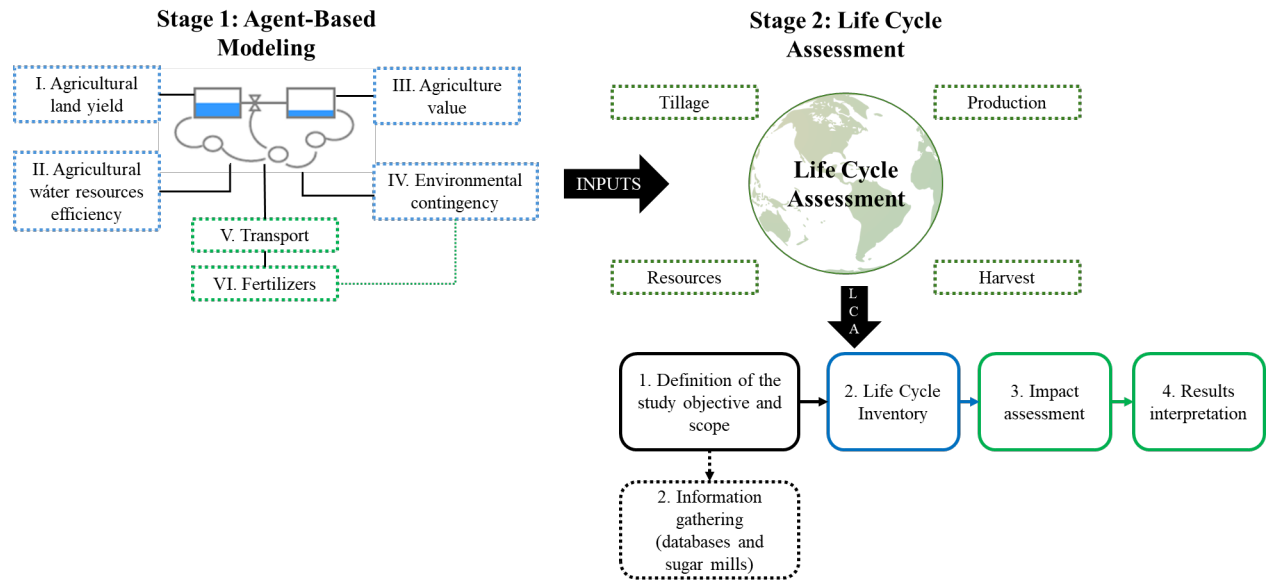 Stage 1: Agent-Based
Modeling
I. Agricultural
land yield
III. Agriculture
value
II. Agricultural
wáter resources
efficiency
IV. Environmental
contingency
V. Transport
VI. Fertilizers
INPUTS
Stage 2: Life Cycle
Assessment
Tillage
Production
Life Cycle
Assessment
Resources
Harvest
L
C
A
1. Definition of the
study objective and
scope
2. Life Cycle
Inventory
3. Impact
assessment
4. Results
interpretation
2. Information
gathering
(databases and
sugar mills)